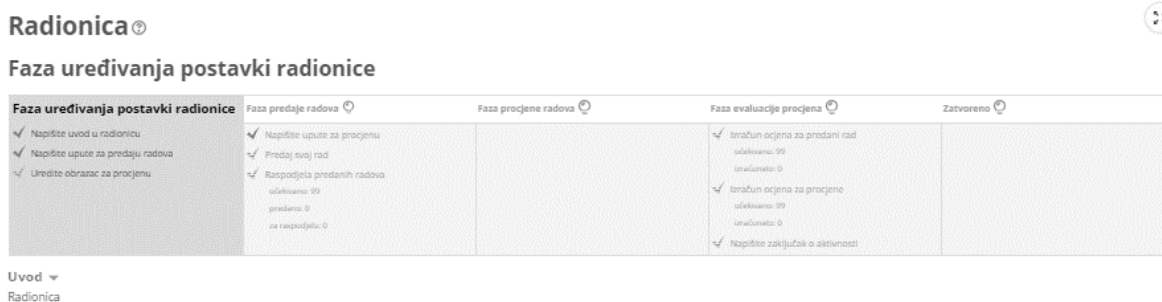 Radionica
Faza uređivanja postavki radionice
Faza uređivanja postavki radionice
Napišite uvod u radionicu
Napišite upute za predaju radova
Uredite obrazac za procjenu
Faza predaje radova
Napišite upute za procjenu
Predaj svoj rad
Raspodjela predanih radova
očekivano: 99
predano: 0
za raspodjelu: 0
Faza procjene radova
Faza evaluacije procjena
Izračun ocjena za predani rad
očekivano: 99
izračunato: 0
Izračun ocjena za procjene
očekivano: 99
izračunato: 0
Napišite zaključak o aktivnosti
Zatvoreno
Uvod
Radionica